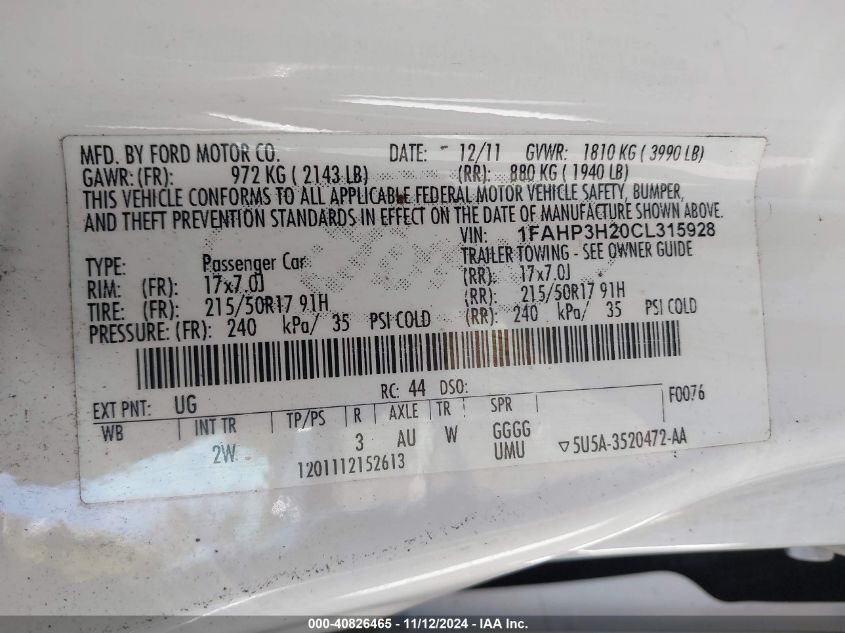 MFD. BY FORD MOTOR CO. DATE: 12/11 GVWR: 1810 KG ( 3990 LB)
GAWR: (FR): 972 KG ( 2143 LB) (RR): 880 KG ( 1940 LB)
THIS VEHICLE CONFORMS TO ALL APPLICABLE FEDERAL MOTOR VEHICLE SAFETY, BUMPER,
AND THEFT PREVENTION STANDARDS IN EFFECT ON THE DATE OF MANUFACTURE SHOWN ABOVE.
VIN: 1FAHP3H20CL315928
TYPE: Passenger Car TRAILER TOWING - SEE OWNER GUIDE
RIM: (FR): 17x7.0J (RR): 17x7.0J
TIRE: (FR): 215/50R17 91H (RR): 215/50R17 91H
PRESSURE: (FR): 240 kPa/ 35 PSI COLD (RR): 240 kPa/ 35 PSI COLD
EXT PNT: UG RC: 44 DSO: F0076
WB INT TR TP/PS R AXLE TR SPR
2W 3 AU W GGGG
UMU
1201112152613 ▽5U5A-3520472-AA
000-40826465 - 11/12/2024 - IAA Inc.